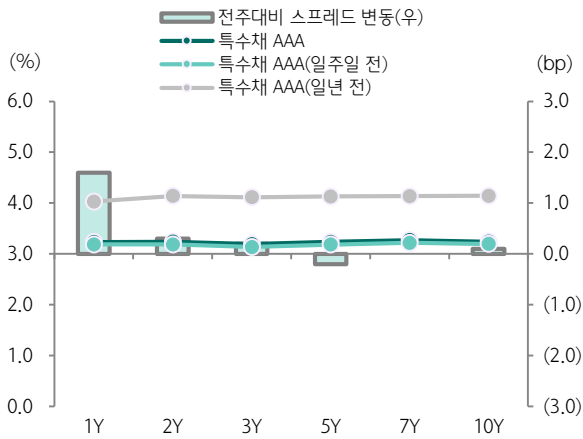 전주대비 스프레드 변동(우)
특수채 AAA
특수채 AAA(일주일 전)
특수채 AAA(일년 전)
(%) (bp)
6.0 3.0
5.0 2.0
4.0 1.0
3.0 0.0
2.0 (1.0)
1.0 (2.0)
0.0 (3.0)
1Y 2Y 3Y 5Y 7Y 10Y